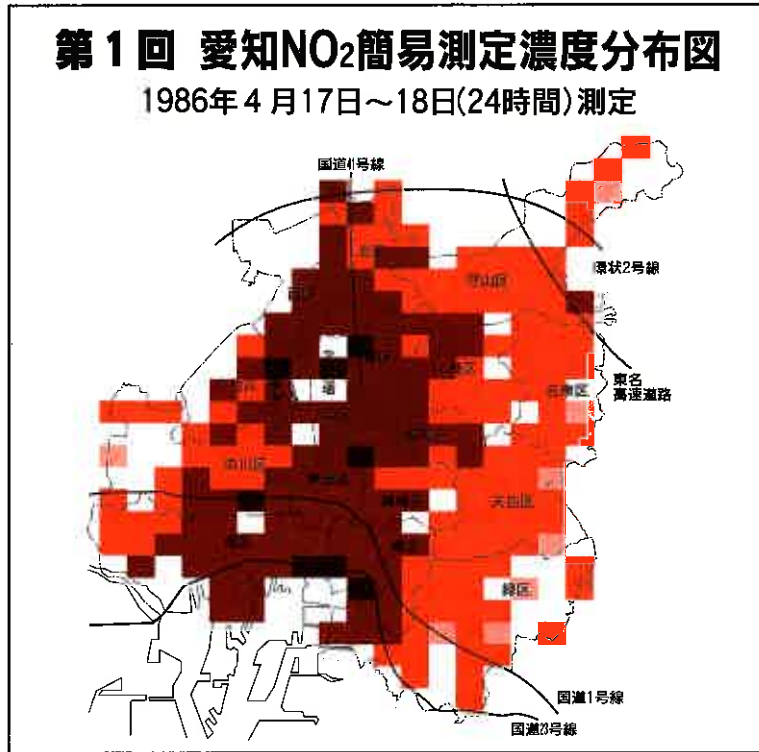 第1回 愛知NO₂簡易測定濃度分布図
1986年4月17日～18日(24時間)測定
国道41号線
環状2号線
守山区
東名
高速道路
名東区
中川区
天白区
緑区
国道1号線
国道23号線